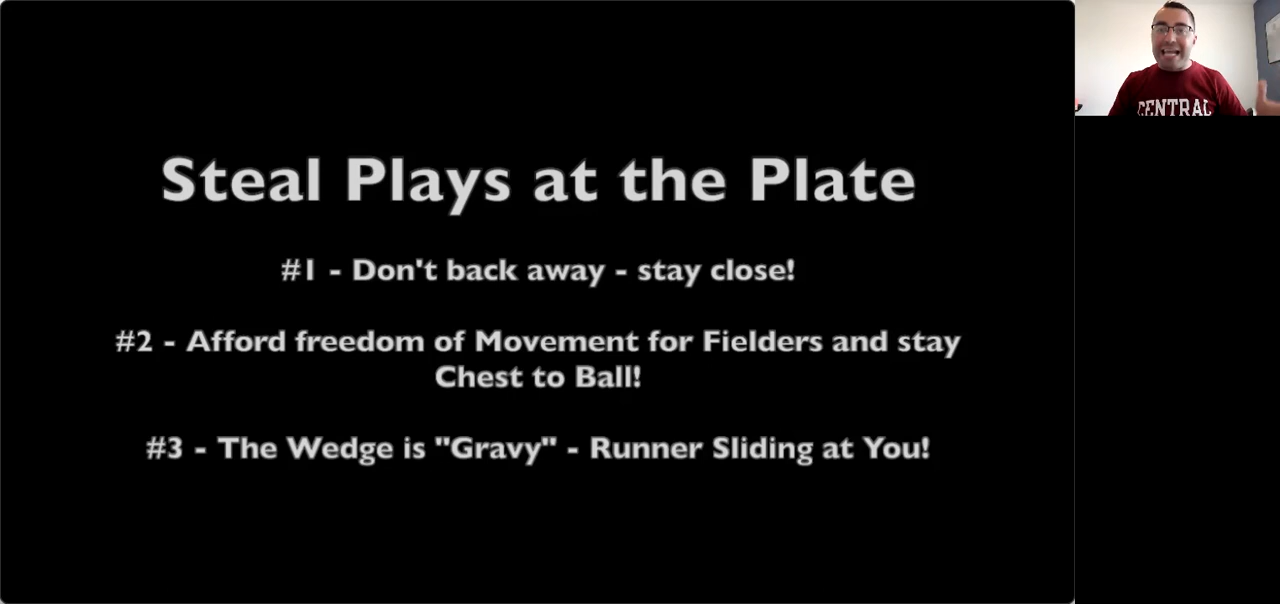 Steal Plays at the Plate
#1 - Don't back away - stay close!
#2 - Afford freedom of Movement for Fielders and stay
Chest to Ball!
#3 - The Wedge is "Gravy" - Runner Sliding at You!
CENTRAL